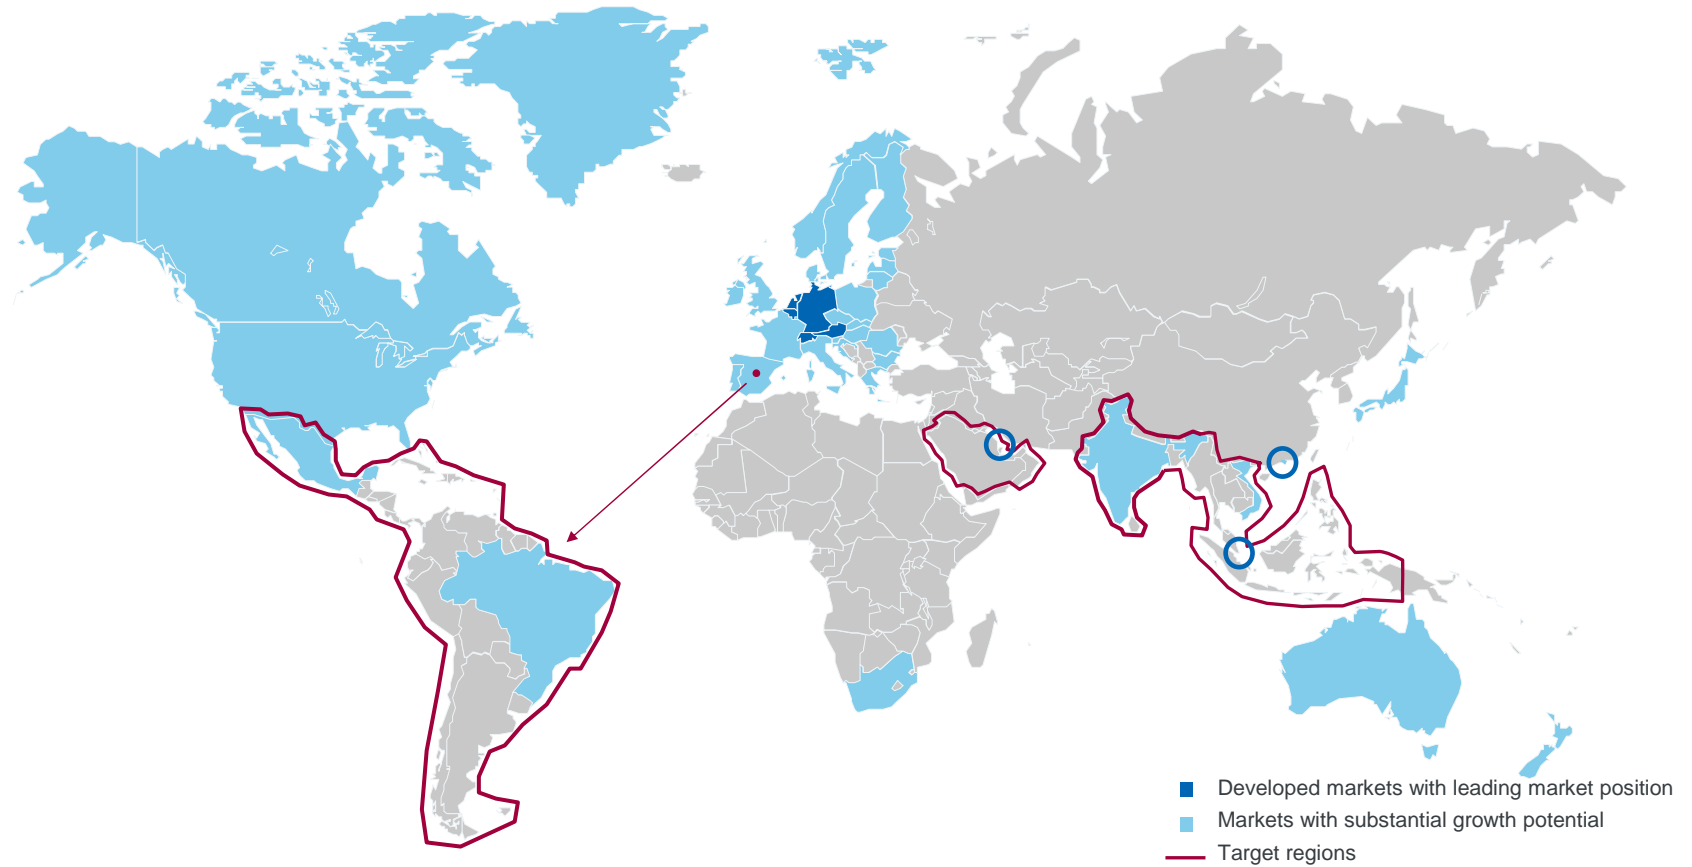 Developed markets with leading market position
Markets with substantial growth potential
Target regions